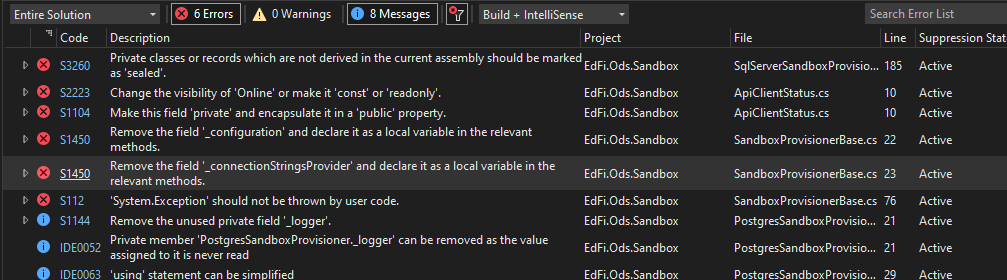 Entire Solution 6 Errors 0 Warnings 8 Messages Build + IntelliSense Search Error List
Code Description Project File Line Suppression Stat
S3260 Private classes or records which are not derived in the current assembly should be marked as 'sealed'. EdFi.Ods.Sandbox SqlServerSandboxProvisio... 185 Active
S2223 Change the visibility of 'Online' or make it 'const' or 'readonly'. EdFi.Ods.Sandbox ApiClientStatus.cs 10 Active
S1104 Make this field 'private' and encapsulate it in a 'public' property. EdFi.Ods.Sandbox ApiClientStatus.cs 10 Active
S1450 Remove the field '_configuration' and declare it as a local variable in the relevant methods. EdFi.Ods.Sandbox SandboxProvisionerBase.cs 22 Active
S1450 Remove the field '_connectionStringsProvider' and declare it as a local variable in the relevant methods. EdFi.Ods.Sandbox SandboxProvisionerBase.cs 23 Active
S112 'System.Exception' should not be thrown by user code. EdFi.Ods.Sandbox SandboxProvisionerBase.cs 76 Active
S1144 Remove the unused private field '_logger'. EdFi.Ods.Sandbox PostgresSandboxProvisio... 21 Active
IDE0052 Private member 'PostgresSandboxProvisioner._logger' can be removed as the value assigned to it is never read EdFi.Ods.Sandbox PostgresSandboxProvisio... 21 Active
IDE0063 'using' statement can be simplified EdFi.Ods.Sandbox PostgresSandboxProvisio... 29 Active